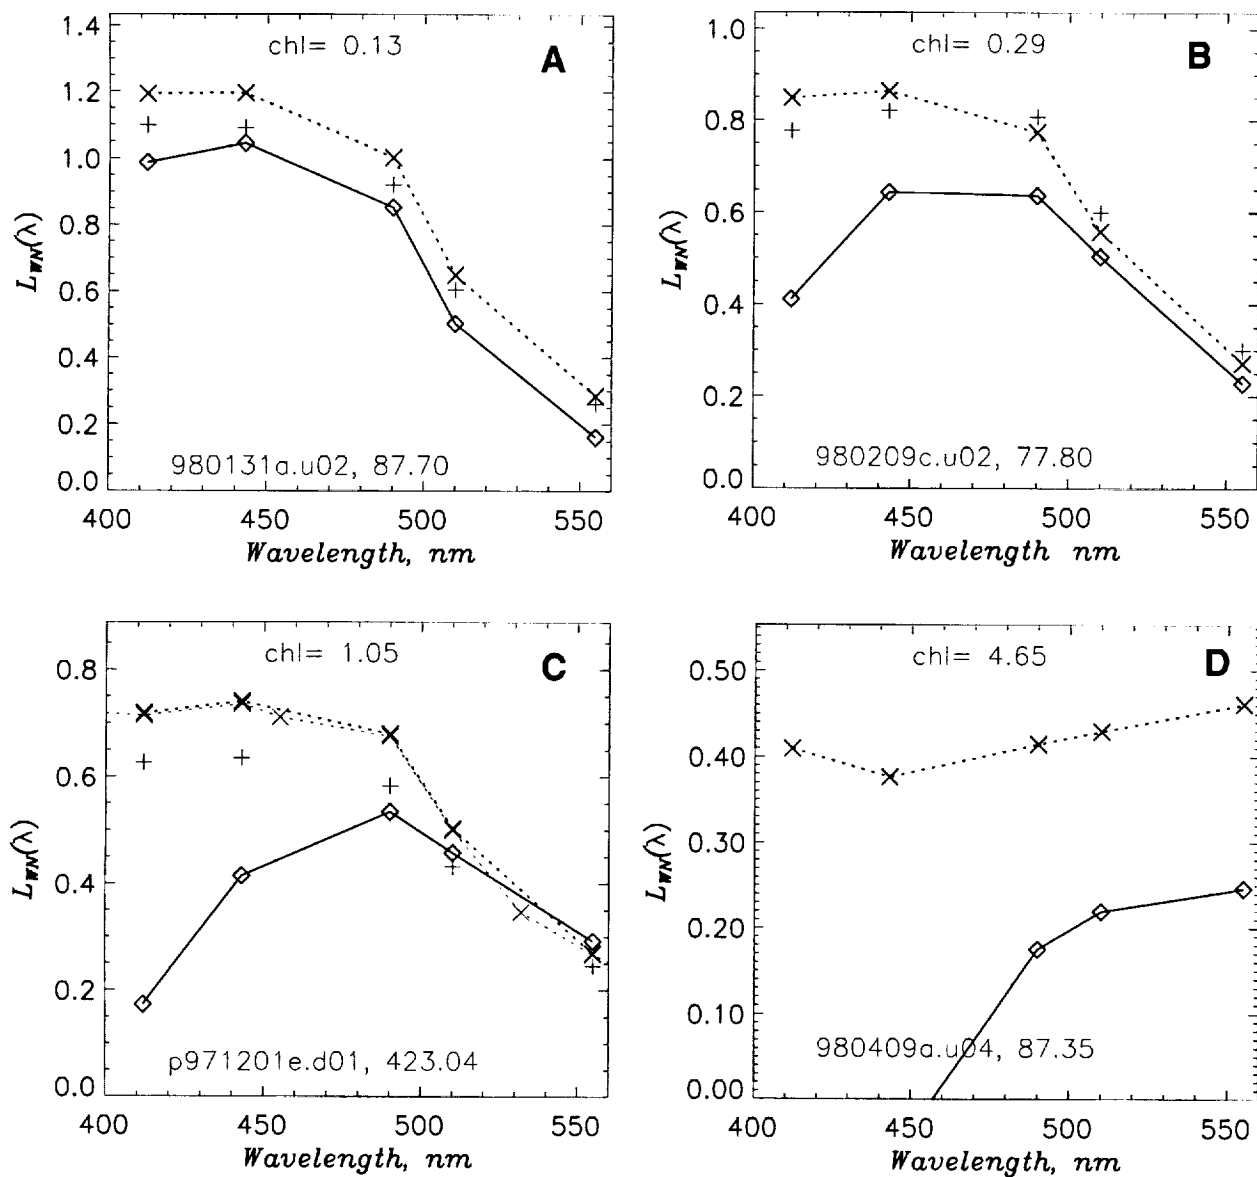 A
chl= 0.13
1.4
1.2
1.0
0.8
0.6
0.4
0.2
0.0
L_WN(λ)
980131a.u02, 87.70
400 450 500 550
Wavelength, nm
B
chl= 0.29
1.0
0.8
0.6
0.4
0.2
0.0
L_WN(λ)
980209c.u02, 77.80
400 450 500 550
Wavelength nm
C
chl= 1.05
0.8
0.6
0.4
0.2
0.0
L_WN(λ)
p971201e.d01, 423.04
400 450 500 550
Wavelength, nm
D
chl= 4.65
0.50
0.40
0.30
0.20
0.10
0.00
L_WN(λ)
980409a.u04, 87.35
400 450 500 550
Wavelength, nm